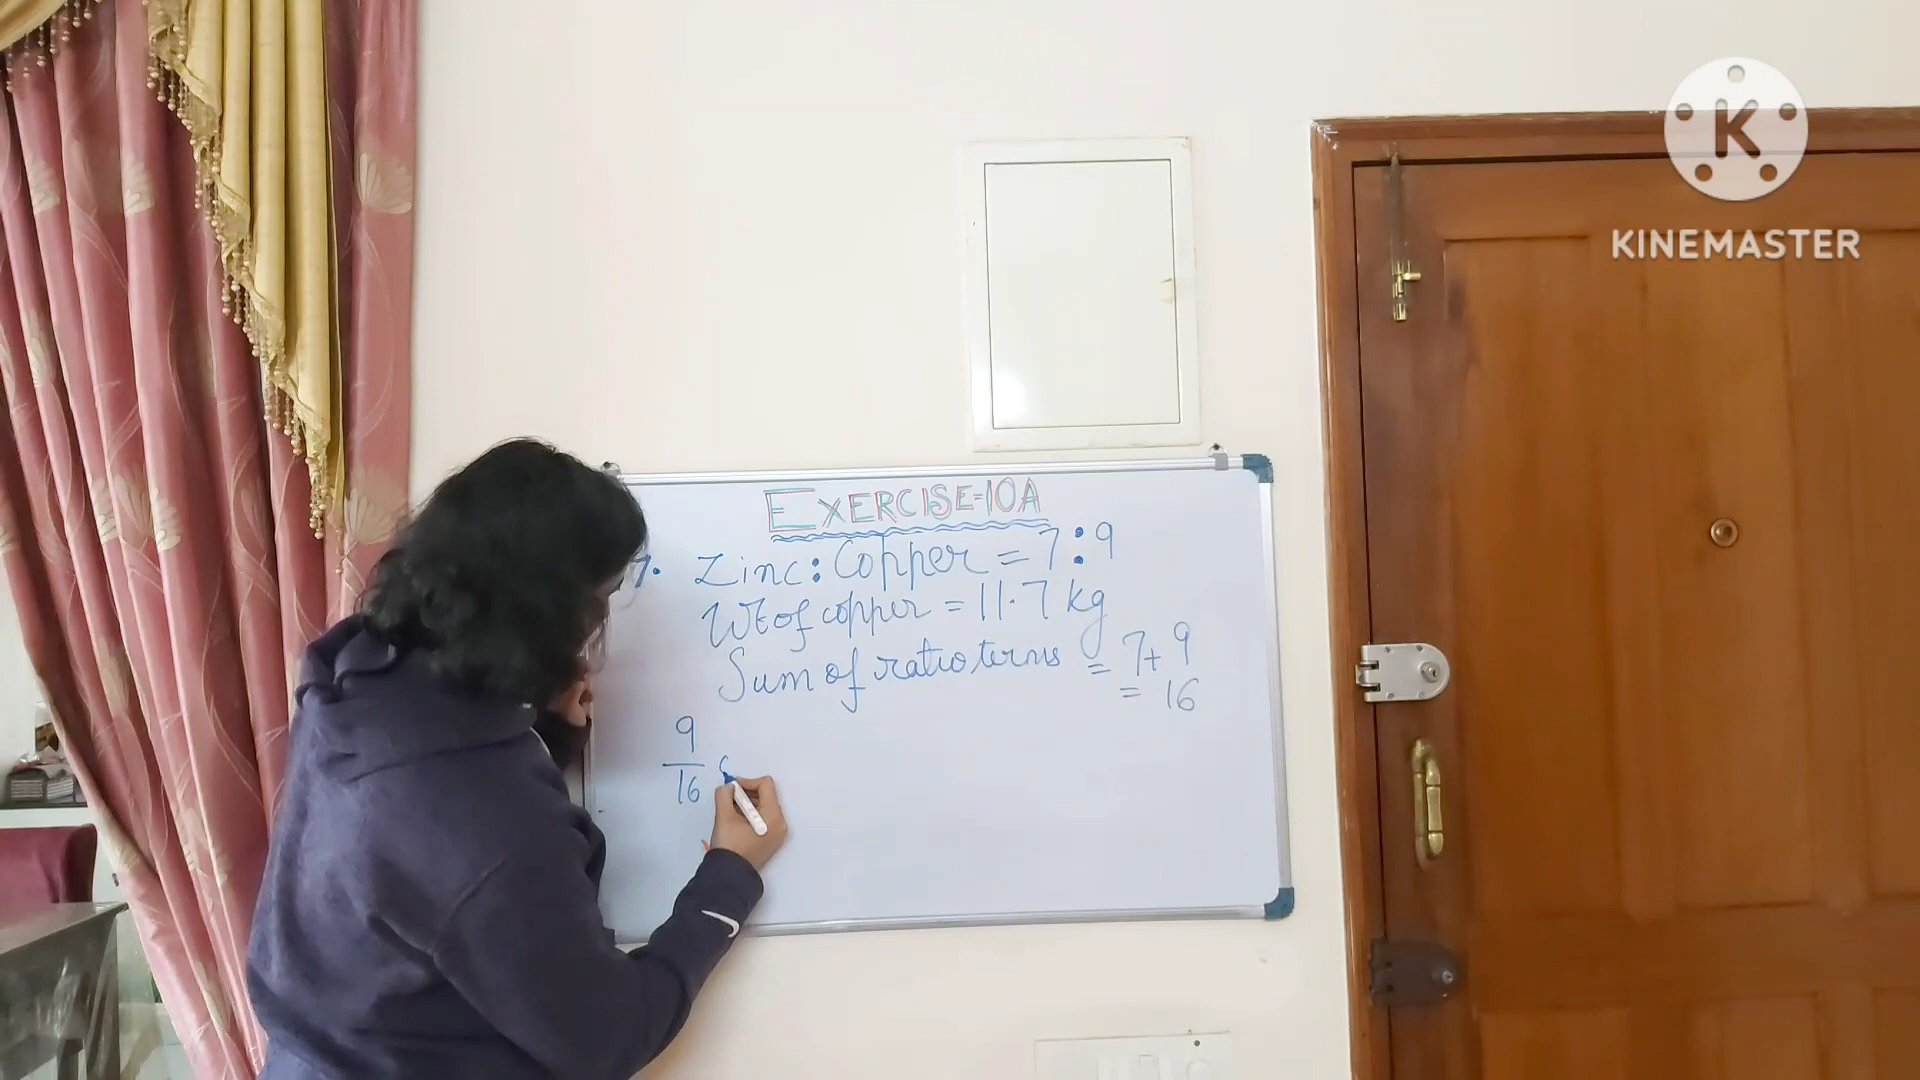 K
KINEMASTER
EXERCISE-10A
7. Zinc : Copper = 7 : 9
Wt of copper = 11.7 kg
Sum of ratio terms = 7 + 9
= 16
9
16